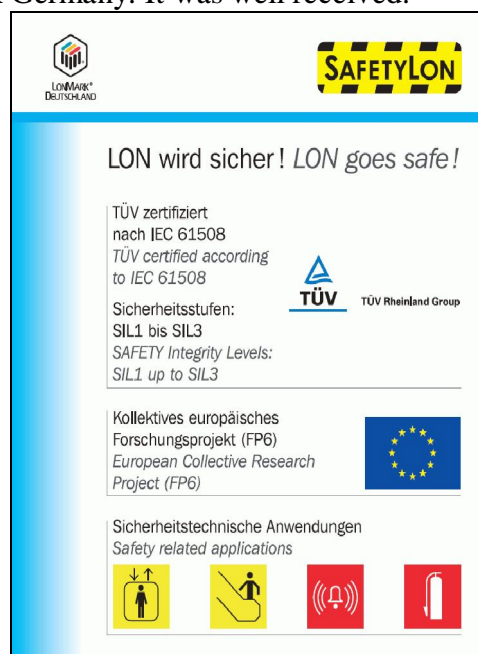 n Germany. It was well received.
LONMARK®
DEUTSCHLAND
SAFETYLON
LON wird sicher! LON goes safe!
TÜV zertifiziert
nach IEC 61508
TÜV certified according
to IEC 61508
TÜV
TÜV Rheinland Group
Sicherheitsstufen:
SIL1 bis SIL3
SAFETY Integrity Levels:
SIL1 up to SIL3
Kollektives europäisches
Forschungsprojekt (FP6)
European Collective Research
Project (FP6)
Sicherheitstechnische Anwendungen
Safety related applications